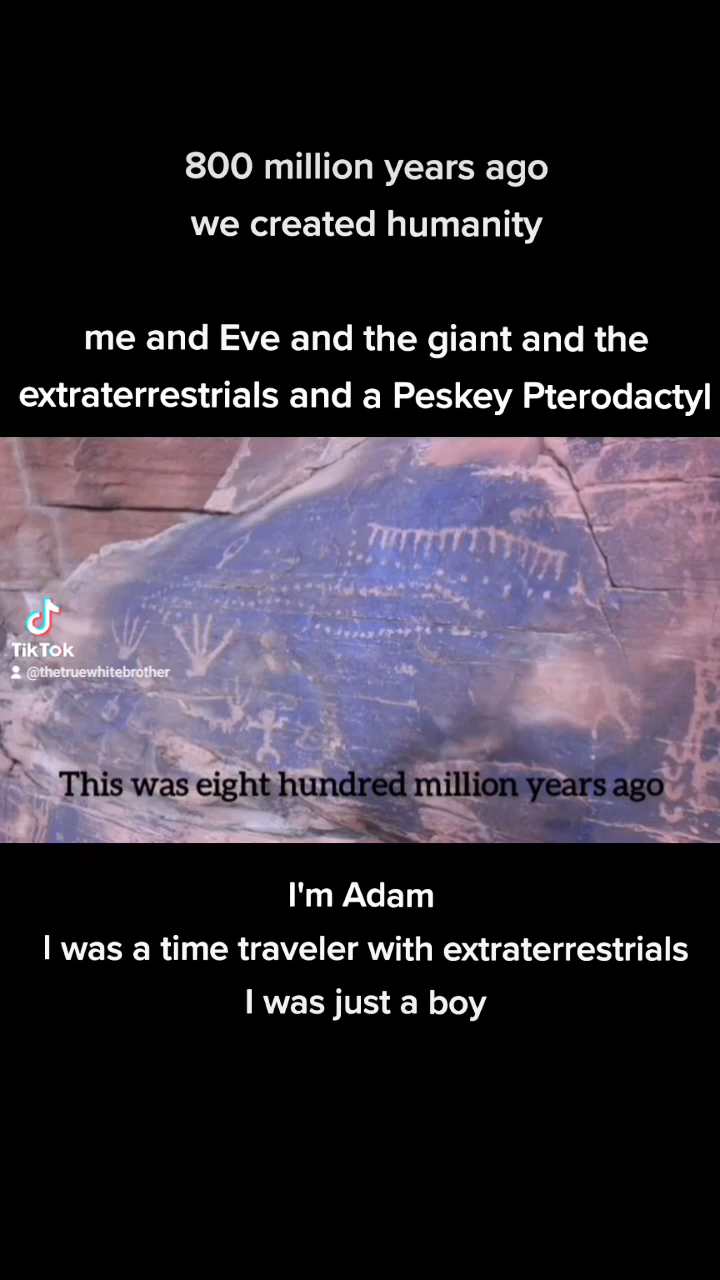 800 million years ago
we created humanity
me and Eve and the giant and the
extraterrestrials and a Peskey Pterodactyl
TikTok
@thetruewhitebrother
This was eight hundred million years ago
I'm Adam
I was a time traveler with extraterrestrials
I was just a boy